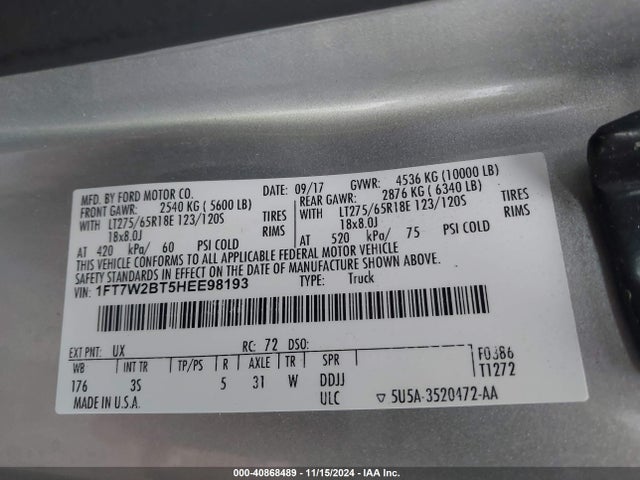 MFD. BY FORD MOTOR CO. DATE: 09/17 GVWR: 4536 KG (10000 LB)
FRONT GAWR: 2540 KG ( 5600 LB) REAR GAWR: 2876 KG ( 6340 LB)
WITH LT275/65R18E 123/120S TIRES WITH LT275/65R18E 123/120S TIRES
18x8.0J RIMS 18x8.0J RIMS
AT 420 kPa/ 60 PSI COLD AT 520 kPa/ 75 PSI COLD
THIS VEHICLE CONFORMS TO ALL APPLICABLE FEDERAL MOTOR VEHICLE
SAFETY STANDARDS IN EFFECT ON THE DATE OF MANUFACTURE SHOWN ABOVE.
VIN: 1FT7W2BT5HEE98193 TYPE: Truck
EXT PNT: UX RC: 72 DSO: F0386
WB INT TR TP/PS R AXLE TR SPR T1272
176 3S 5 31 W DDJJ
MADE IN U.S.A. ULC ▽ 5U5A-3520472-AA
© 40868489 - 11/15/2024 - IAA Inc.